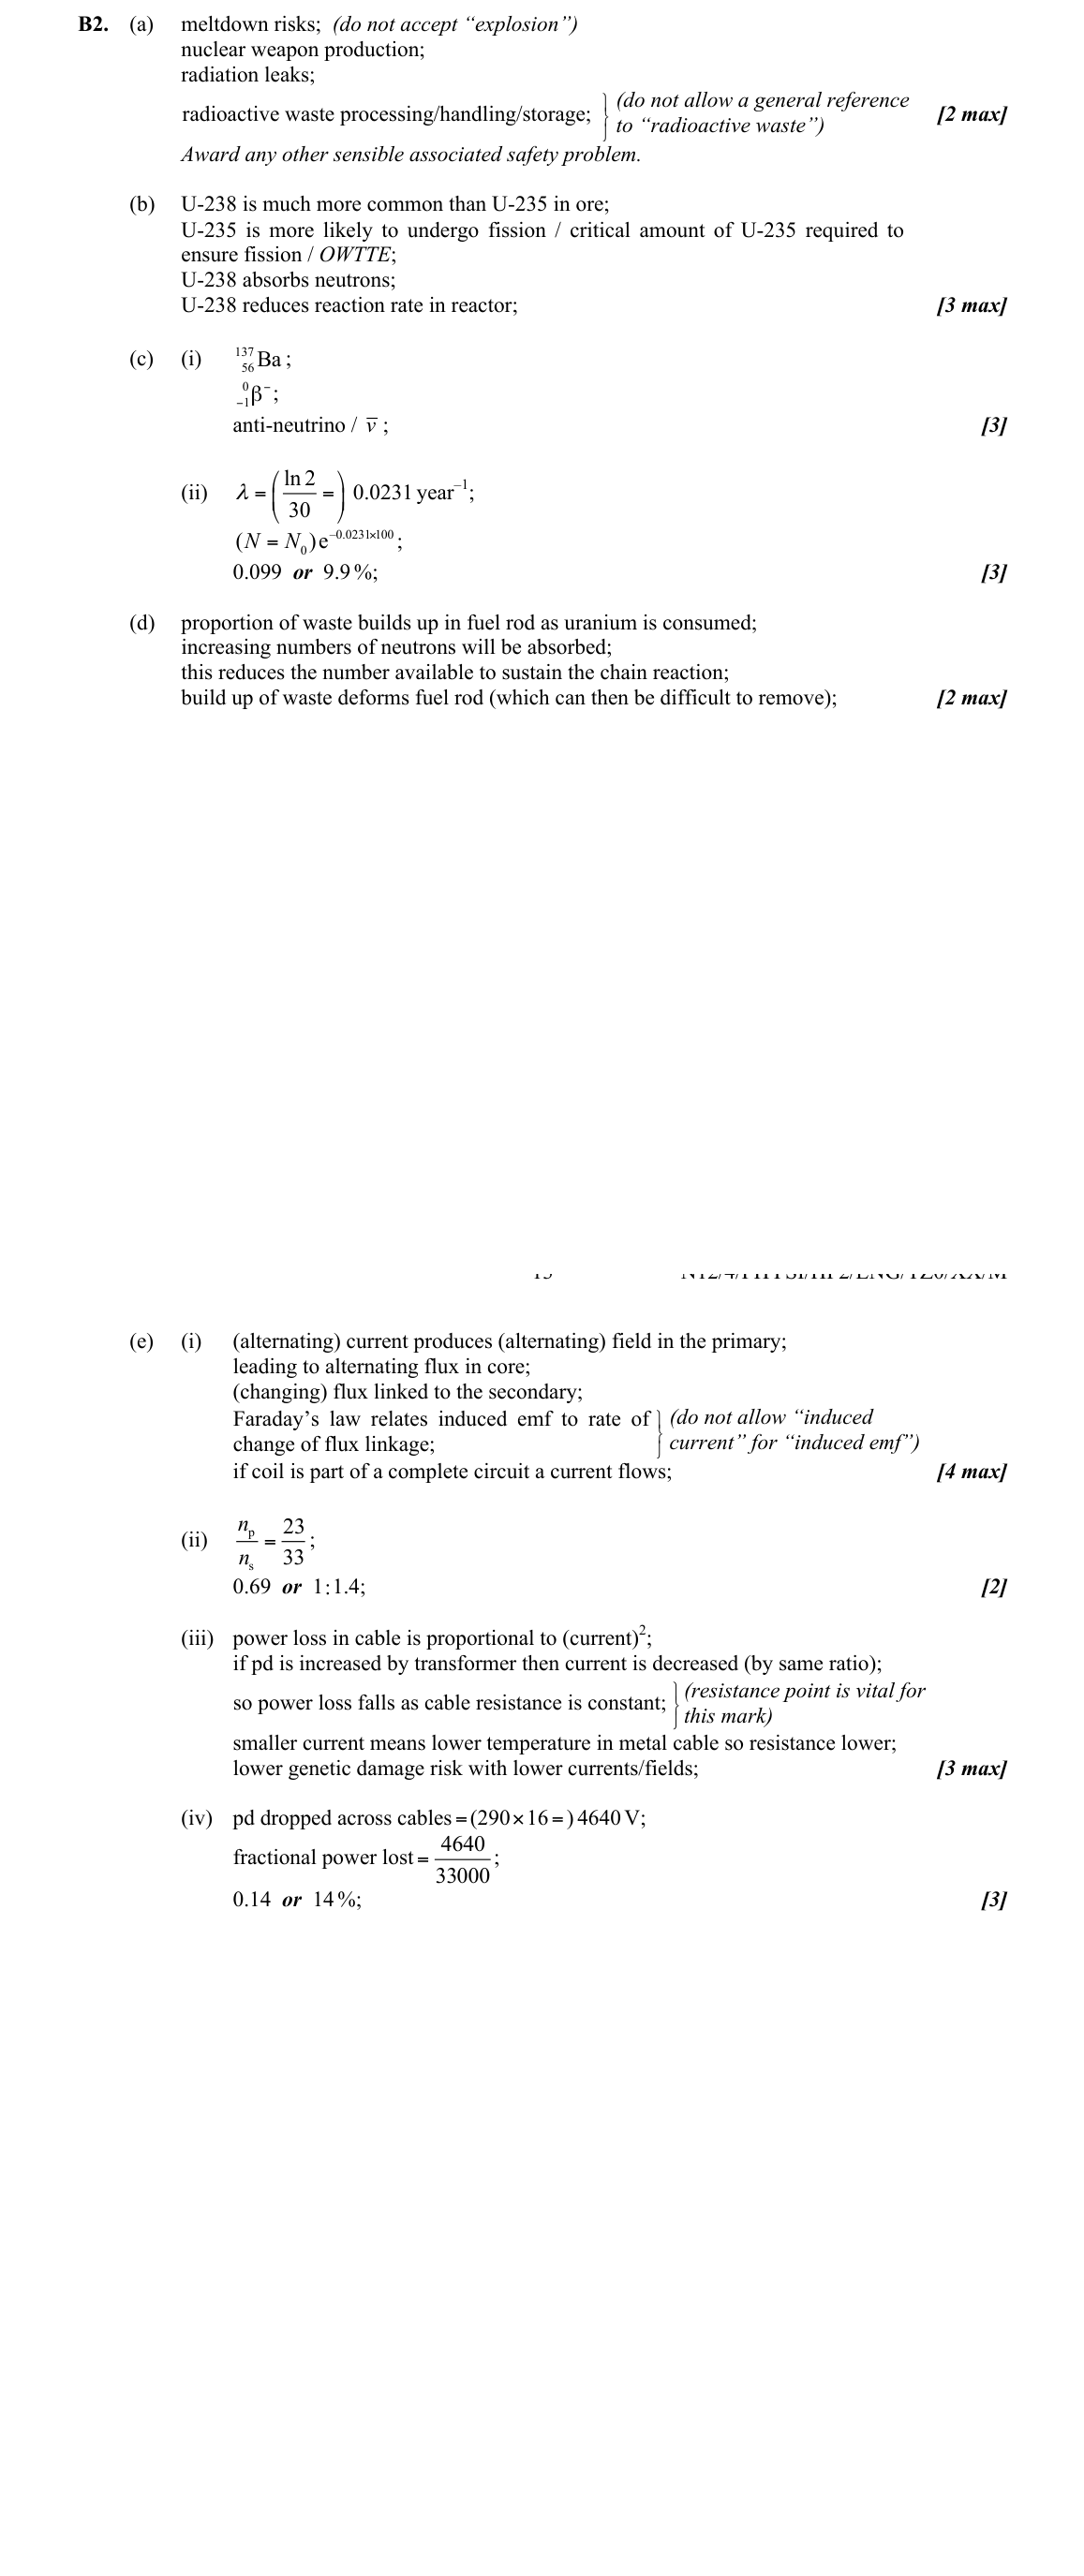 B2. (a) meltdown risks; (do not accept “explosion”)
nuclear weapon production;
radiation leaks;
radioactive waste processing/handling/storage; (do not allow a general reference to “radioactive waste”) [2 max]
Award any other sensible associated safety problem.
(b) U-238 is much more common than U-235 in ore;
U-235 is more likely to undergo fission / critical amount of U-235 required to
ensure fission / OWTTE;
U-238 absorbs neutrons;
U-238 reduces reaction rate in reactor; [3 max]
(c) (i) ¹³⁷₅₆Ba;
⁰₋₁β⁻;
anti-neutrino / v̅;  [3]
(ii) λ = (ln 2 / 30 =) 0.0231 year⁻¹;
(N = N₀)e^−0.0231×100;
0.099 or 9.9%; [3]
(d) proportion of waste builds up in fuel rod as uranium is consumed;
increasing numbers of neutrons will be absorbed;
this reduces the number available to sustain the chain reaction;
build up of waste deforms fuel rod (which can then be difficult to remove); [2 max]
(e) (i) (alternating) current produces (alternating) field in the primary;
leading to alternating flux in core;
(changing) flux linked to the secondary;
Faraday’s law relates induced emf to rate of (do not allow “induced
change of flux linkage; current” for “induced emf”)
if coil is part of a complete circuit a current flows; [4 max]
(ii) nₚ/nₛ = 23/33;
0.69 or 1:1.4; [2]
(iii) power loss in cable is proportional to (current)²;
if pd is increased by transformer then current is decreased (by same ratio);
so power loss falls as cable resistance is constant; (resistance point is vital for this mark)
smaller current means lower temperature in metal cable so resistance lower;
lower genetic damage risk with lower currents/fields; [3 max]
(iv) pd dropped across cables = (290×16=) 4640 V;
fractional power lost = 4640/33000;
0.14 or 14%; [3]